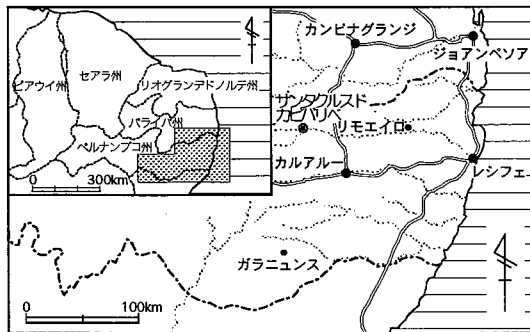 ピアウイ州
セアラ州
リオグランデドノルテ州
パライバ州
ペルナンブコ州
0
300km
カンピナグランジ
ジョアンペソア
サンタクルスド
カピバリベ
リモエイロ
カルアルー
レシフェ
ガラニュンス
0
100km